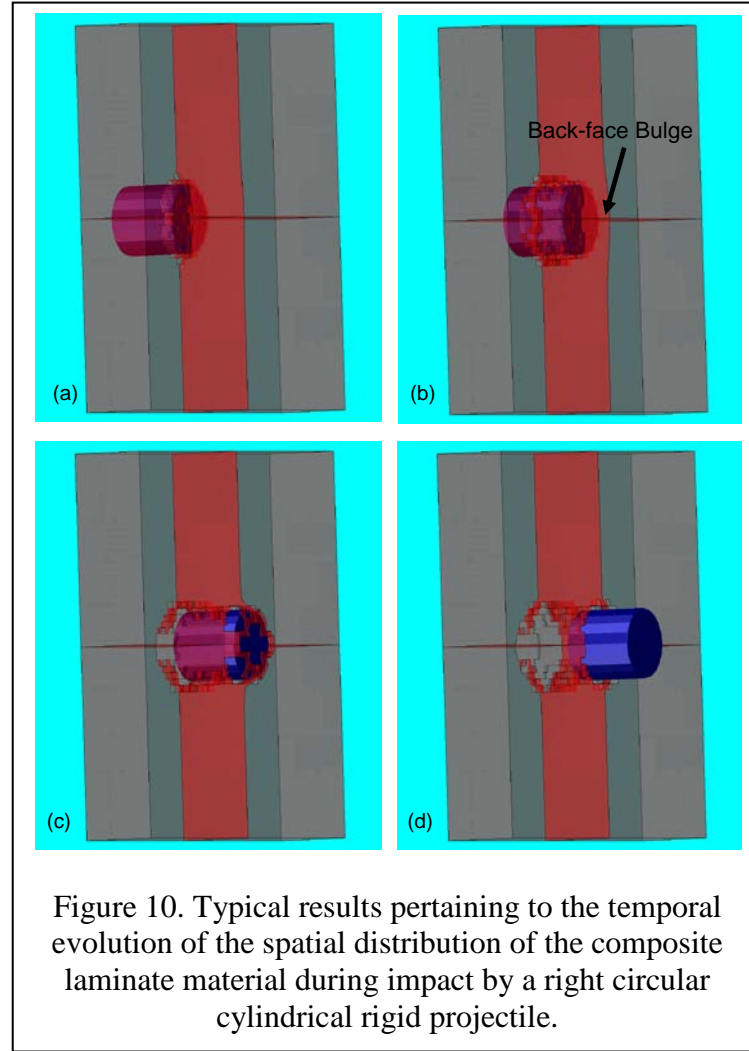 Back-face Bulge
(a)
(b)
(c)
(d)
Figure 10. Typical results pertaining to the temporal
evolution of the spatial distribution of the composite
laminate material during impact by a right circular
cylindrical rigid projectile.